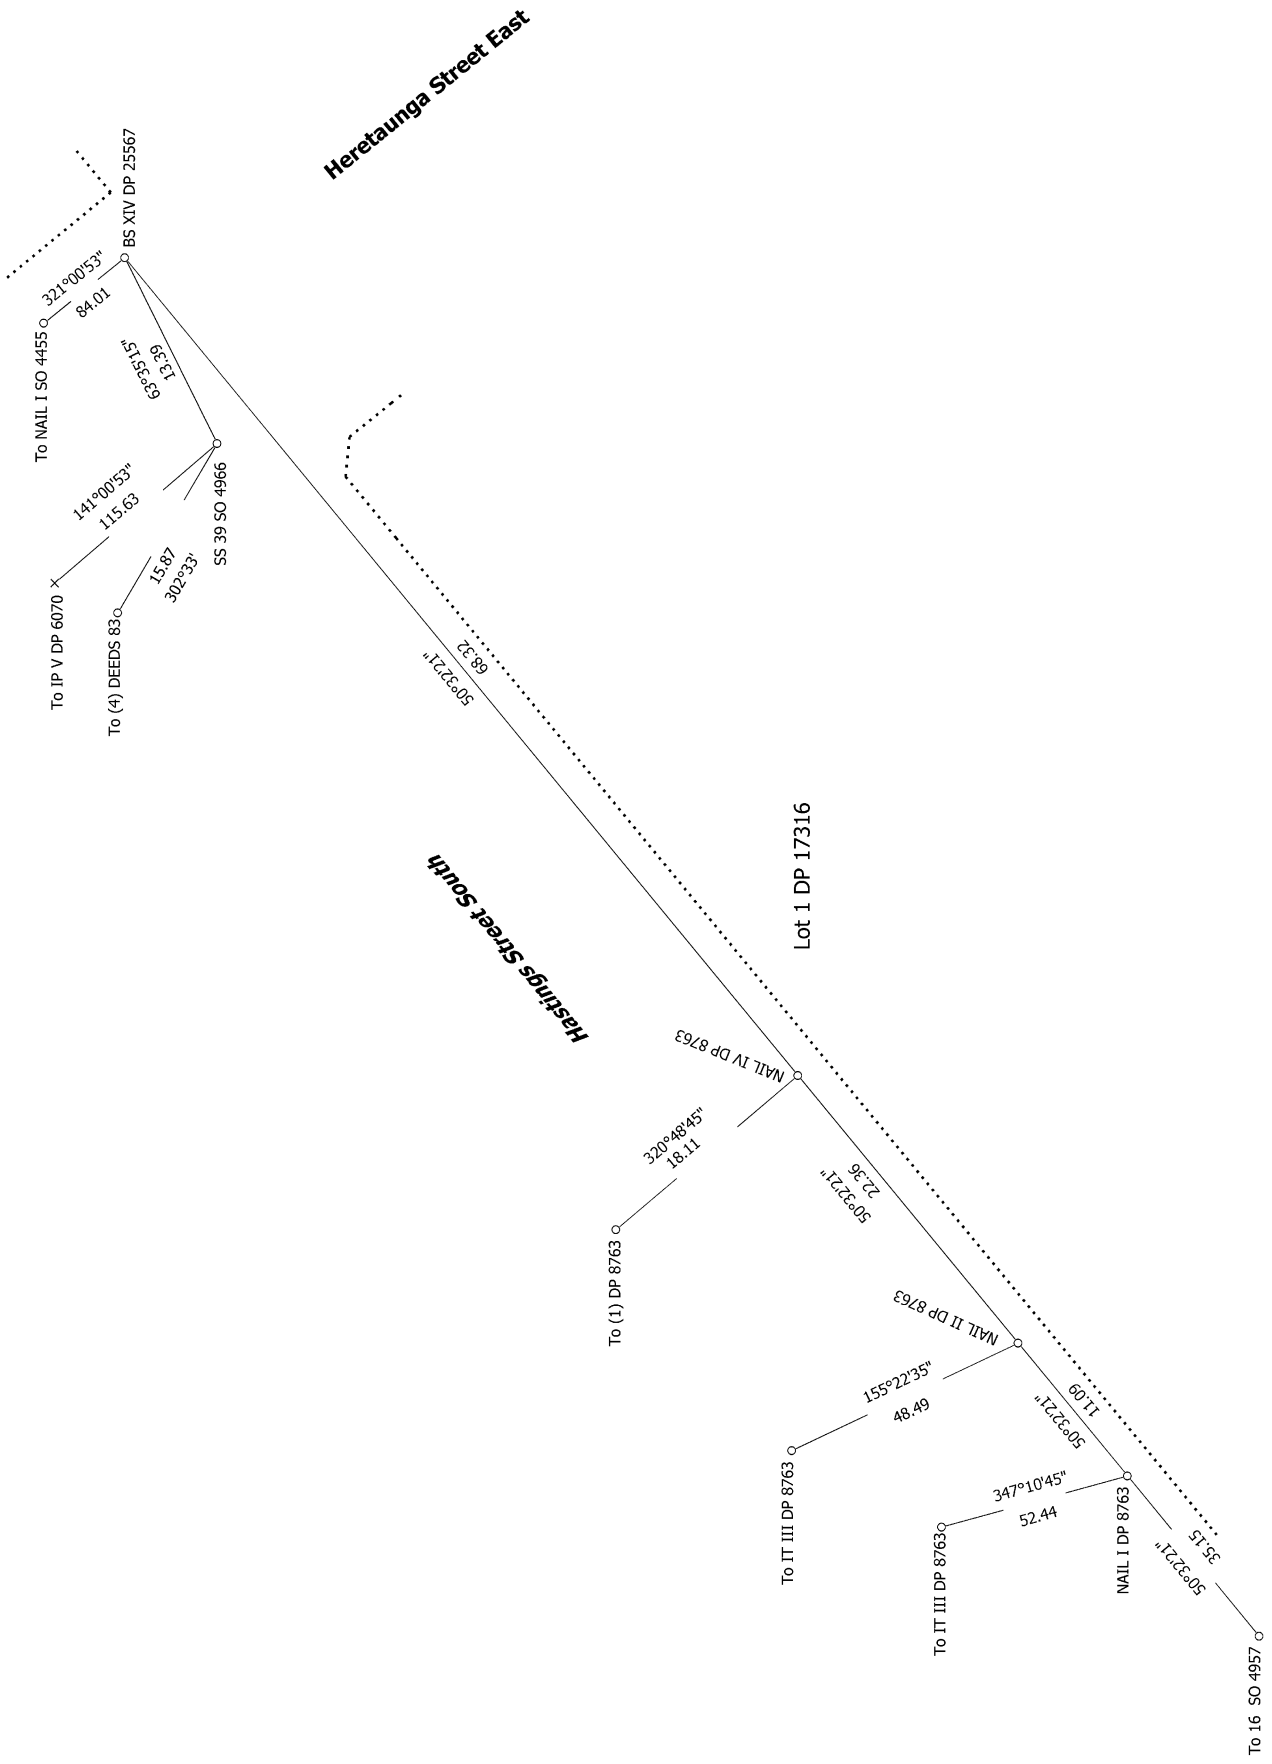 Heretaunga Street East
BS XIV DP 25567
321°00'53"
84.01
To NAIL I SO 4455
63°35'15"
13.39
141°00'53"
115.63
SS 39 SO 4966
15.87
302°33'
To IP V DP 6070
To (4) DEEDS 83
50°32'21"
68.32
Lot 1 DP 17316
Hastings Street South
NAIL IV DP 8763
320°48'45"
18.11
50°32'21"
22.36
To (1) DP 8763
NAIL II DP 8763
155°22'35"
48.49
50°32'21"
11.09
To IT III DP 8763
347°10'45"
52.44
NAIL I DP 8763
To IT III DP 8763
50°32'21"
35.15
To 16 SO 4957